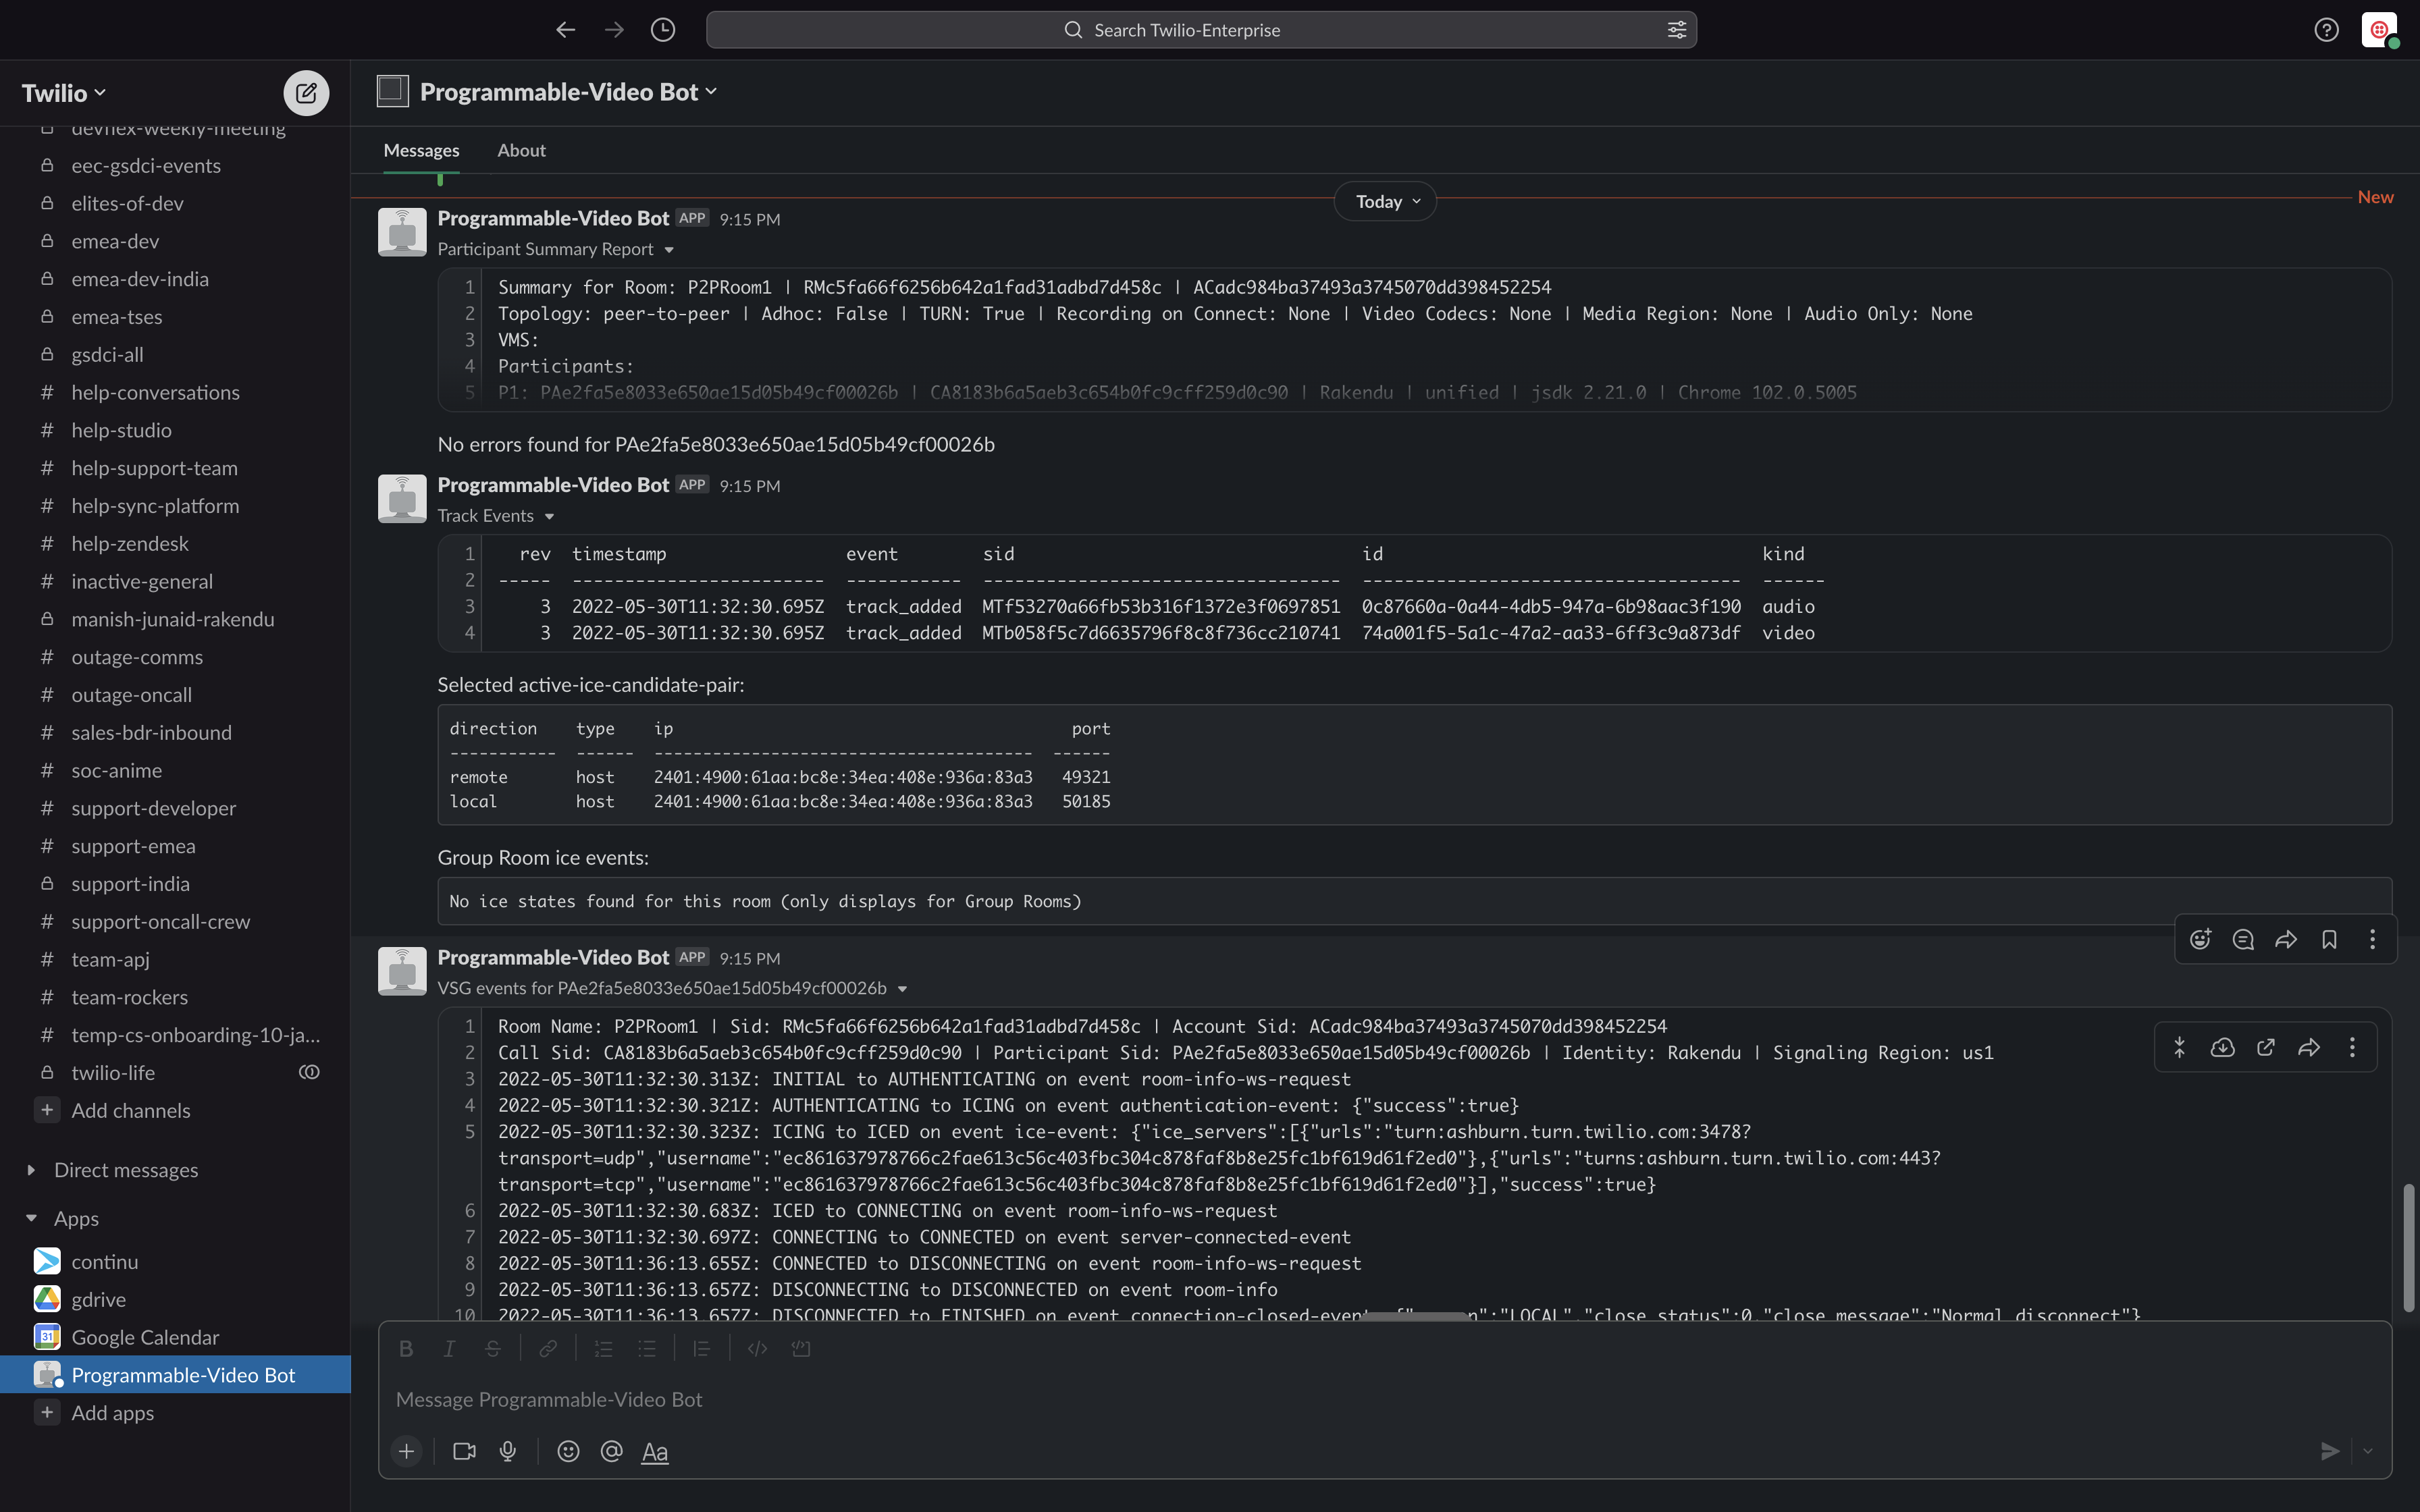 Search Twilio-Enterprise
Twilio
devflex-weekly-meeting
eec-gsdci-events
elites-of-dev
emea-dev
emea-dev-india
emea-tses
gsdci-all
# help-conversations
# help-studio
# help-support-team
# help-sync-platform
# help-zendesk
# inactive-general
manish-junaid-rakendu
# outage-comms
# outage-oncall
# sales-bdr-inbound
# soc-anime
# support-developer
# support-emea
support-india
# support-oncall-crew
# team-apj
# team-rockers
# temp-cs-onboarding-10-ja...
twilio-life
+ Add channels
Direct messages
Apps
continu
gdrive
31 Google Calendar
Programmable-Video Bot
+ Add apps
Programmable-Video Bot
Messages About
Today
New
Programmable-Video Bot APP 9:15 PM
Participant Summary Report
1 Summary for Room: P2PRoom1 | RMc5fa66f6256b642a1fad31adbd7d458c | ACadc984ba37493a3745070dd398452254
2 Topology: peer-to-peer | Adhoc: False | TURN: True | Recording on Connect: None | Video Codecs: None | Media Region: None | Audio Only: None
3 VMS:
4 Participants:
5 P1: PAe2fa5e8033e650ae15d05b49cf00026b | CA8183b6a5aeb3c654b0fc9cff259d0c90 | Rakendu | unified | jsdk 2.21.0 | Chrome 102.0.5005
No errors found for PAe2fa5e8033e650ae15d05b49cf00026b
Programmable-Video Bot APP 9:15 PM
Track Events
1 rev timestamp event sid id kind
2 ----- ------------------------ ----------- ---------------------------------- ------------------------------------ ------
3 3 2022-05-30T11:32:30.695Z track_added MTf53270a66fb53b316f1372e3f0697851 0c87660a-0a44-4db5-947a-6b98aac3f190 audio
4 3 2022-05-30T11:32:30.695Z track_added MTb058f5c7d6635796f8c8f736cc210741 74a001f5-5a1c-47a2-aa33-6ff3c9a873df video
Selected active-ice-candidate-pair:
direction type ip port
----------- ------ --------------------------------------- ------
remote host 2401:4900:61aa:bc8e:34ea:408e:936a:83a3 49321
local host 2401:4900:61aa:bc8e:34ea:408e:936a:83a3 50185
Group Room ice events:
No ice states found for this room (only displays for Group Rooms)
Programmable-Video Bot APP 9:15 PM
VSG events for PAe2fa5e8033e650ae15d05b49cf00026b
1 Room Name: P2PRoom1 | Sid: RMc5fa66f6256b642a1fad31adbd7d458c | Account Sid: ACadc984ba37493a3745070dd398452254
2 Call Sid: CA8183b6a5aeb3c654b0fc9cff259d0c90 | Participant Sid: PAe2fa5e8033e650ae15d05b49cf00026b | Identity: Rakendu | Signaling Region: us1
3 2022-05-30T11:32:30.313Z: INITIAL to AUTHENTICATING on event room-info-ws-request
4 2022-05-30T11:32:30.321Z: AUTHENTICATING to ICING on event authentication-event: {"success":true}
5 2022-05-30T11:32:30.323Z: ICING to ICED on event ice-event: {"ice_servers":[{"urls":"turn:ashburn.turn.twilio.com:3478?
transport=udp","username":"ec861637978766c2fae613c56c403fbc304c878faf8b8e25fc1bf619d61f2ed0"},{"urls":"turns:ashburn.turn.twilio.com:443?
transport=tcp","username":"ec861637978766c2fae613c56c403fbc304c878faf8b8e25fc1bf619d61f2ed0"}],"success":true}
6 2022-05-30T11:32:30.683Z: ICED to CONNECTING on event room-info-ws-request
7 2022-05-30T11:32:30.697Z: CONNECTING to CONNECTED on event server-connected-event
8 2022-05-30T11:36:13.655Z: CONNECTED to DISCONNECTING on event room-info-ws-request
9 2022-05-30T11:36:13.657Z: DISCONNECTING to DISCONNECTED on event room-info
10 2022-05-30T11:36:13.657Z: DISCONNECTED to FINISHED on event "LOCAL","close_status":0,"close_message":"Normal disconnect"}
Message Programmable-Video Bot
Aa